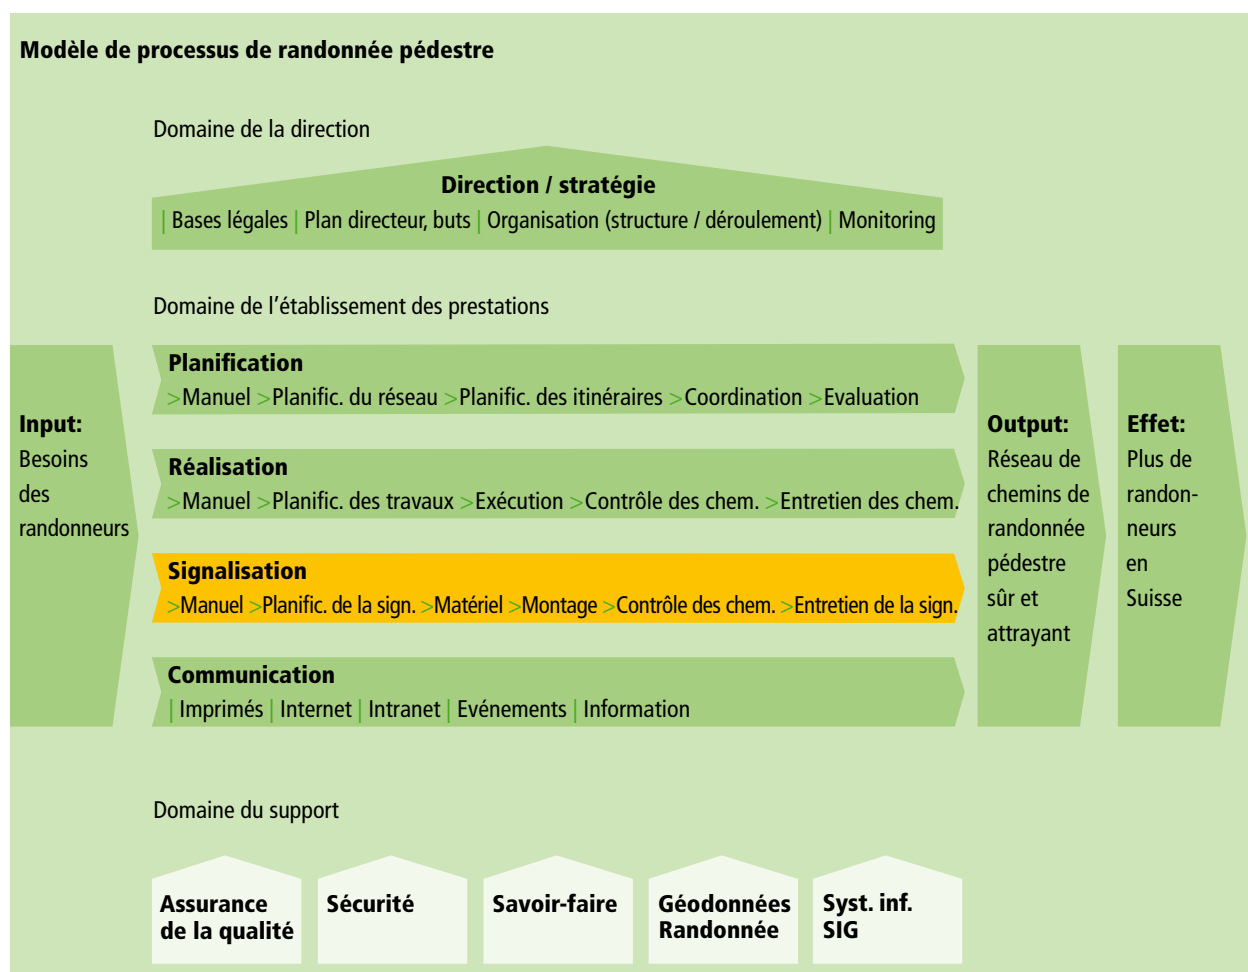 Modèle de processus de randonnée pédestre
Domaine de la direction
Direction / stratégie
| Bases légales | Plan directeur, buts | Organisation (structure / déroulement) | Monitoring
Domaine de l'établissement des prestations
Input:
Besoins
des
randonneurs
Planification
>Manuel >Planific. du réseau >Planific. des itinéraires >Coordination >Evaluation
Réalisation
>Manuel >Planific. des travaux >Exécution >Contrôle des chem. >Entretien des chem.
Signalisation
>Manuel >Planific. de la sign. >Matériel >Montage >Contrôle des chem. >Entretien de la sign.
Communication
| Imprimés | Internet | Intranet | Evénements | Information
Output:
Réseau de
chemins de
randonnée
pédestre
sûr et
attrayant
Effet:
Plus de
randon-
neurs
en
Suisse
Domaine du support
Assurance
de la qualité
Sécurité
Savoir-faire
Géodonnées
Randonnée
Syst. inf.
SIG